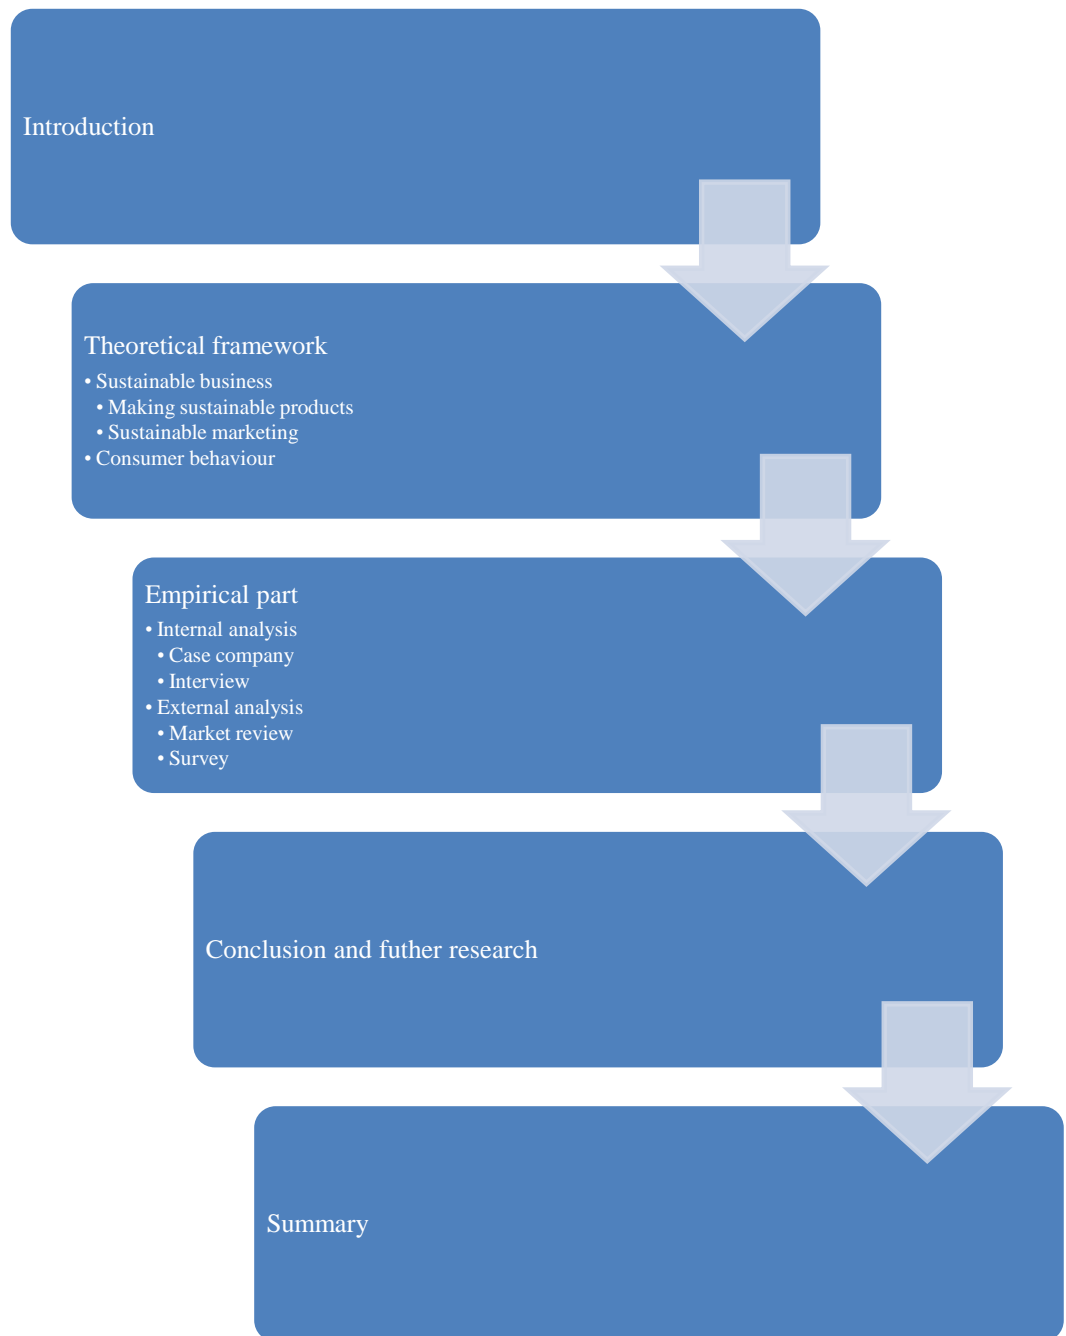 Introduction
Theoretical framework
• Sustainable business
• Making sustainable products
• Sustainable marketing
• Consumer behaviour
Empirical part
• Internal analysis
• Case company
• Interview
• External analysis
• Market review
• Survey
Conclusion and futher research
Summary